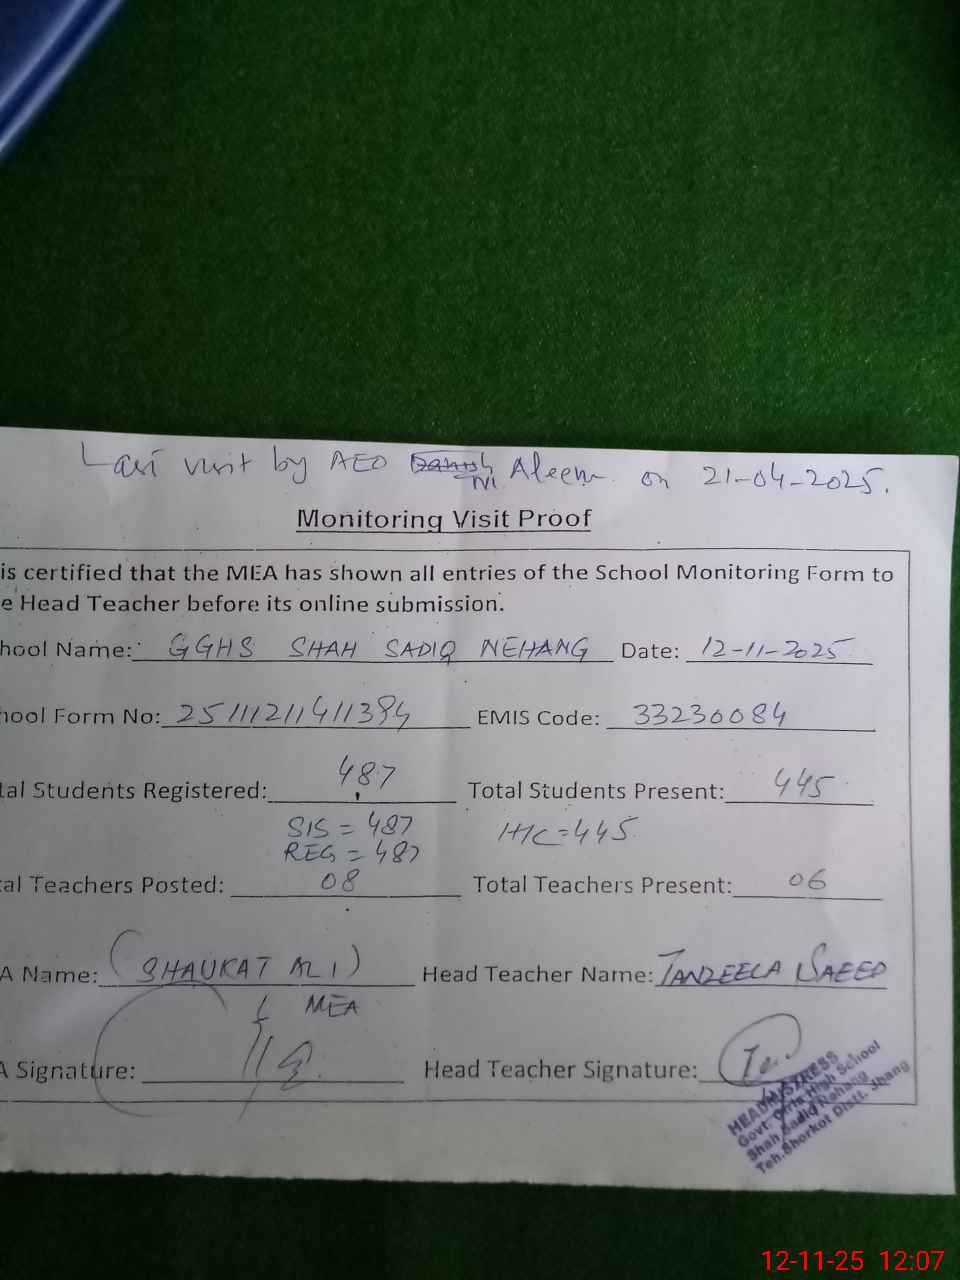 Last visit by AEO M. Aleem on 21-04-2025.
Monitoring Visit Proof
is certified that the MEA has shown all entries of the School Monitoring Form to
e Head Teacher before its online submission.
hool Name: GGHS SHAH SADIQ NEHANG Date: 12-11-2025
hool Form No: EMIS Code: 33230084
tal Students Registered: 487 Total Students Present: 445
SIS = 487 HC=445
REG = 487
tal Teachers Posted: 08 Total Teachers Present: 06
A Name: (SHAUKAT ALI) Head Teacher Name: TANZEELA SAEED
MEA
A Signature: Head Teacher Signature:
HEADMISTRESS
Govt. Girls High School
Shah Sadiq Nehang
Teh.Shorkot Distt. Jhang
12-11-25 12:07